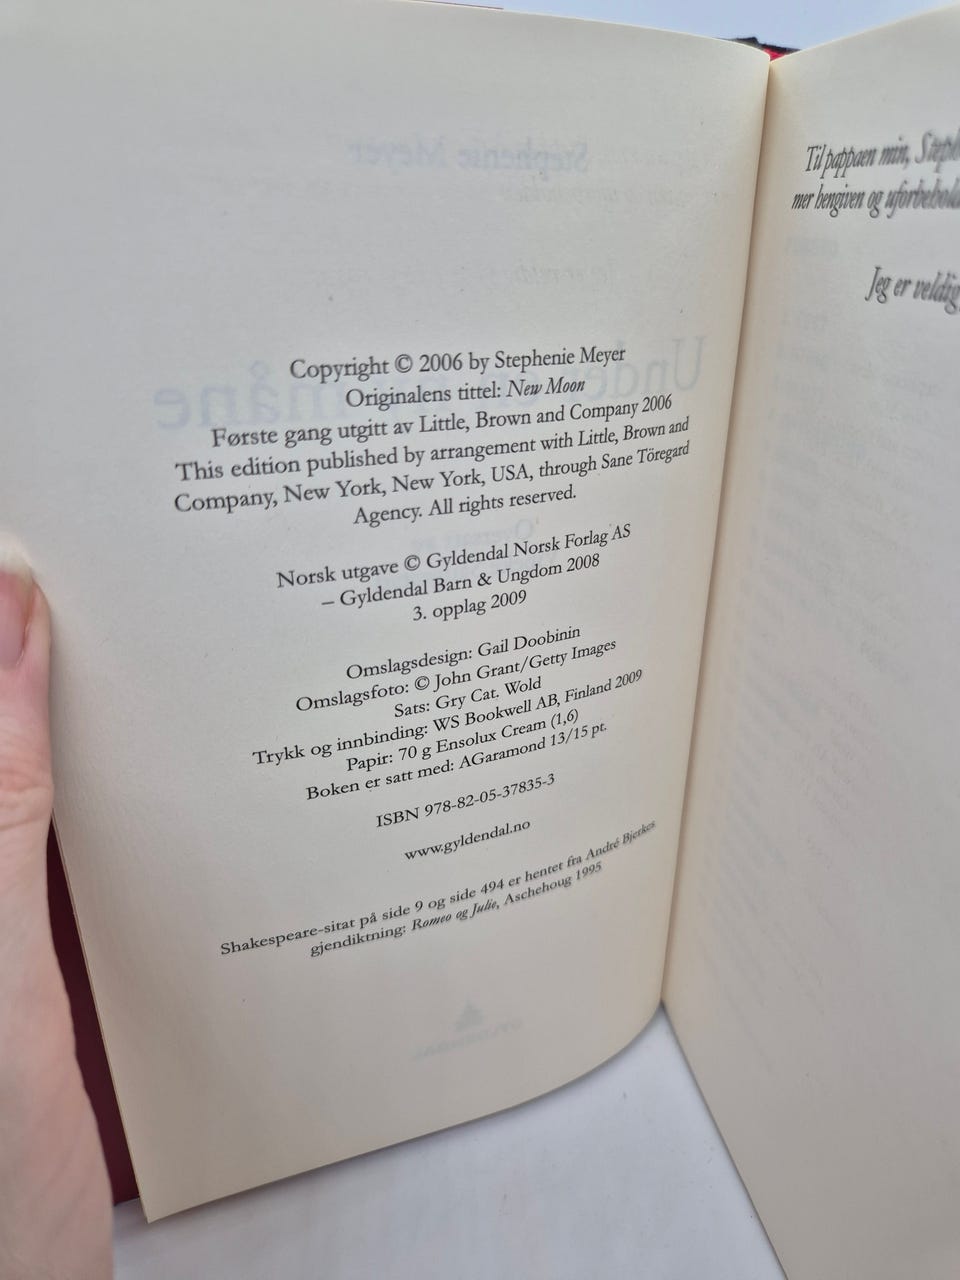 Copyright © 2006 by Stephenie Meyer
Originalens tittel: New Moon
Første gang utgitt av Little, Brown and Company 2006
This edition published by arrangement with Little, Brown and
Company, New York, New York, USA, through Sane Töregard
Agency. All rights reserved.
Norsk utgave © Gyldendal Norsk Forlag AS
– Gyldendal Barn & Ungdom 2008
3. opplag 2009
Omslagsdesign: Gail Doobinin
Omslagsfoto: © John Grant/Getty Images
Sats: Gry Cat. Wold
Trykk og innbinding: WS Bookwell AB, Finland 2009
Papir: 70 g Ensolux Cream (1,6)
Boken er satt med: AGaramond 13/15 pt.
ISBN 978-82-05-37835-3
www.gyldendal.no
Shakespeare-sitat på side 9 og side 494 er hentet fra André Bjerkes
gjendiktning: Romeo og Julie, Aschehoug 1995
Til pappaen min,
mer hengiven og
Jeg er
Stephenie Meyer
Under